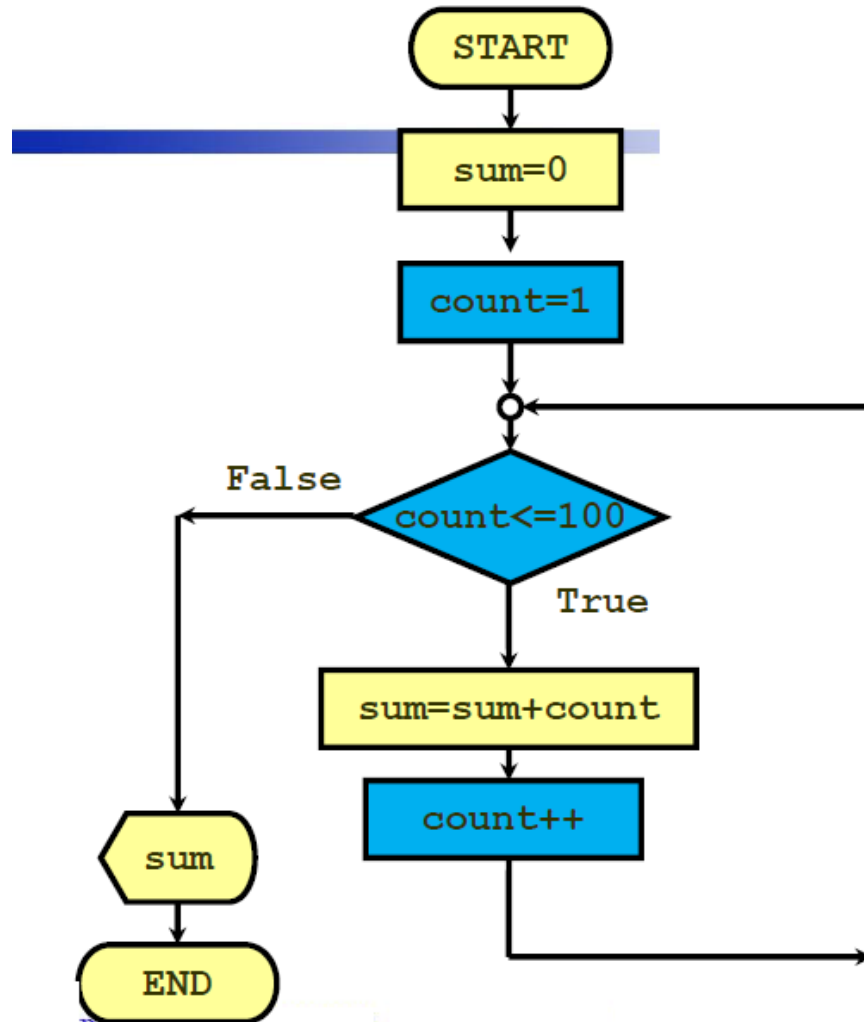 START
sum=0
count=1
False
count<=100
True
sum=sum+count
count++
sum
END